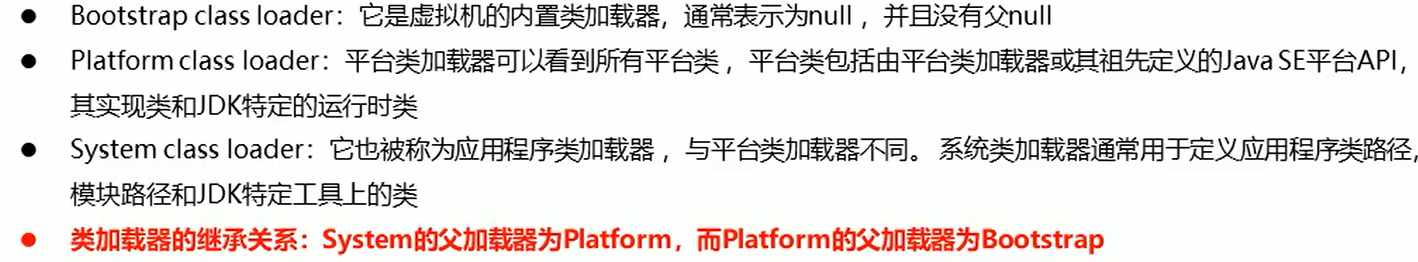 ● Bootstrap class loader：它是虚拟机的内置类加载器，通常表示为null ，并且没有父null
● Platform class loader：平台类加载器可以看到所有平台类 ，平台类包括由平台类加载器或其祖先定义的Java SE平台API，
其实现类和JDK特定的运行时类
● System class loader：它也被称为应用程序类加载器 ，与平台类加载器不同。 系统类加载器通常用于定义应用程序类路径，
模块路径和JDK特定工具上的类
● 类加载器的继承关系：System的父加载器为Platform，而Platform的父加载器为Bootstrap